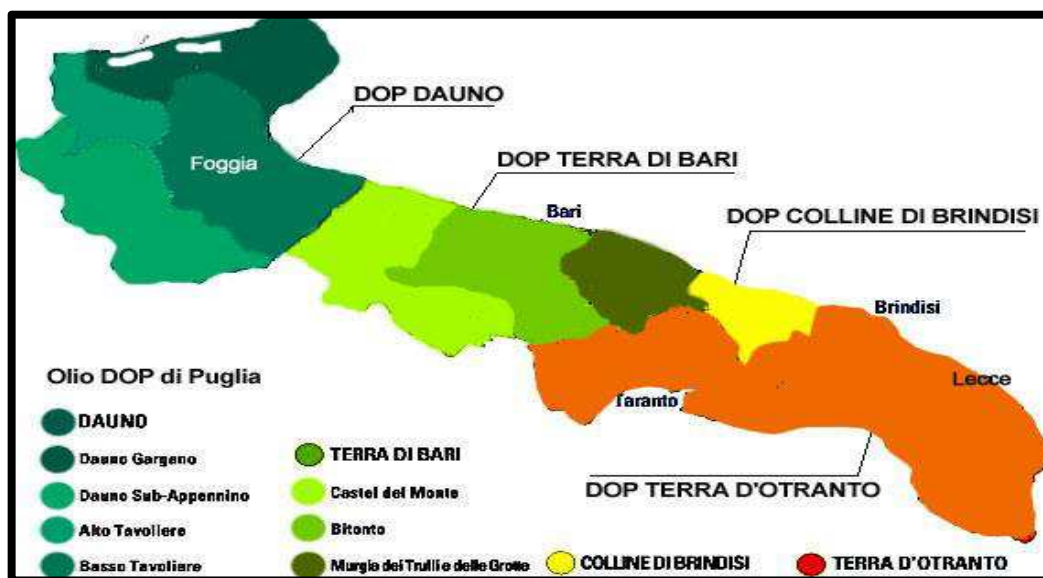 DOP DAUNO
DOP TERRA DI BARI
Foggia
Bari
DOP COLLINE DI BRINDISI
Brindisi
Olio DOP di Puglia
Lecce
Taranto
DOP TERRA D'OTRANTO
DAUNO
Dauno Gargano
Dauno Sub-Appennino
Alto Tavoliere
Basso Tavoliere
TERRA DI BARI
Castel del Monte
Bitonto
Murgia dei Trulli e delle Grotte
COLLINE DI BRINDISI
TERRA D'OTRANTO